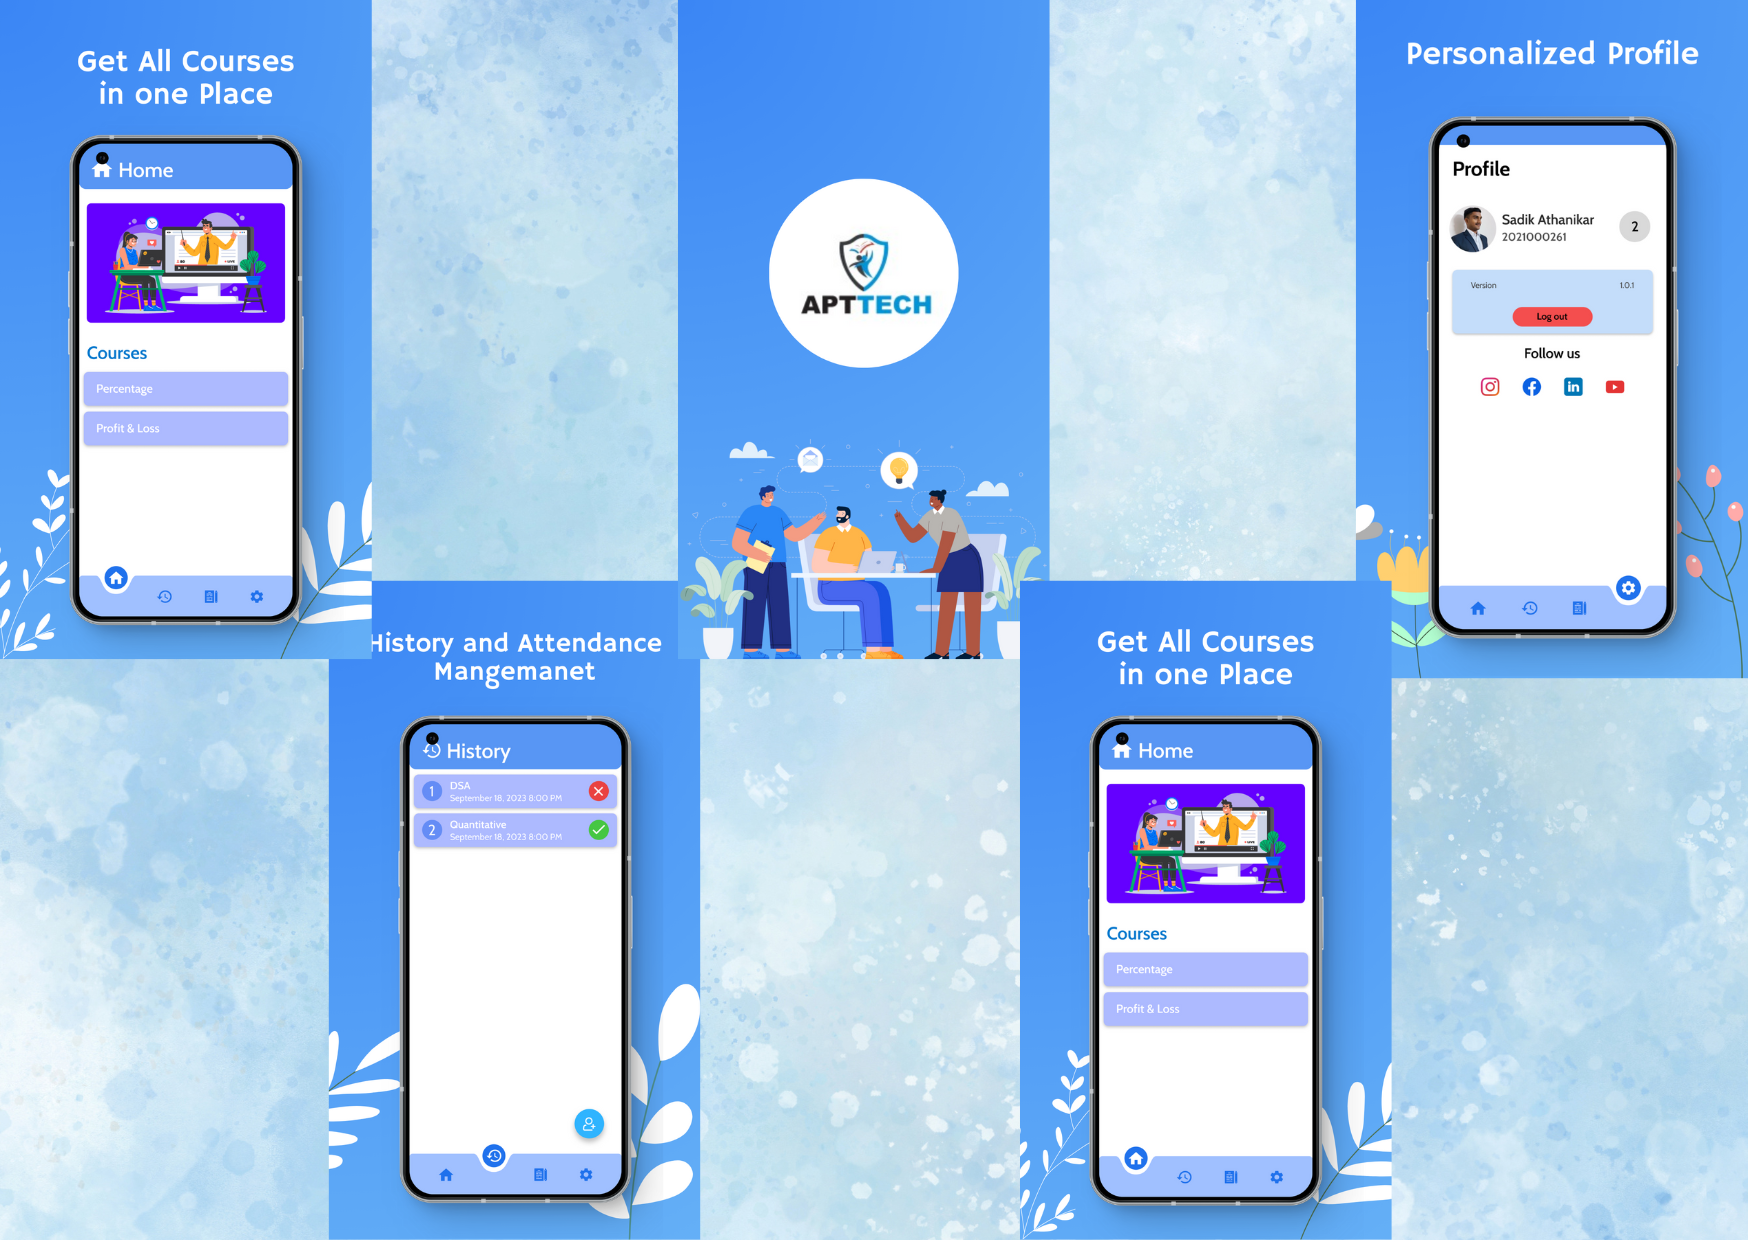 Get All Courses
in one Place
Home
Courses
Percentage
Profit & Loss
APTTECH
Personalized Profile
Profile
Sadik Athanikar
2021000261
2
Version
1.0.1
Log out
Follow us
in
History and Attendance
Mangemanet
History
1
DSA
September 18, 2023 8:00 PM
2
Quantitative
September 18, 2023 8:00 PM
Get All Courses
in one Place
Home
Courses
Percentage
Profit & Loss